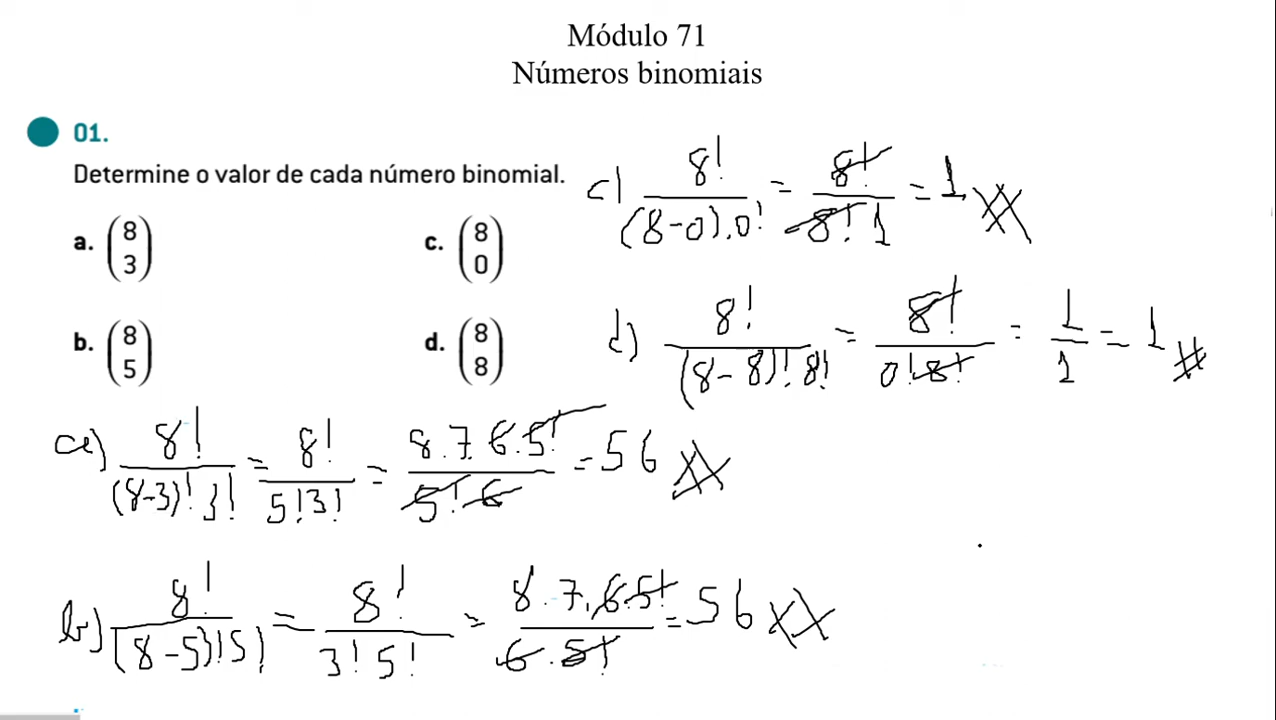 Módulo 71
Números binomiais
01.
Determine o valor de cada número binomial.
a. (8 3)
c. (8 0)
b. (8 5)
d. (8 8)
c) 8! / (8-0).0! = 8! / 8! 1 = 1
d) 8! / (8-8)! 8! = 8! / 0! 8! = 1 / 1 = 1
a) 8! / (8-3)! 3! = 8! / 5! 3! = 8.7.6.5! / 5! 6 = 56
b) 8! / (8-5)! 5! = 8! / 3! 5! = 8.7.6.5! / 6.5! = 56